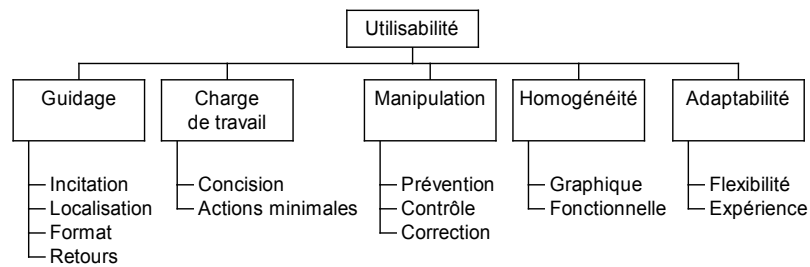 Utilisabilité
Guidage
Charge
de travail
Manipulation
Homogénéité
Adaptabilité
Incitation
Localisation
Format
Retours
Concision
Actions minimales
Prévention
Contrôle
Correction
Graphique
Fonctionnelle
Flexibilité
Expérience